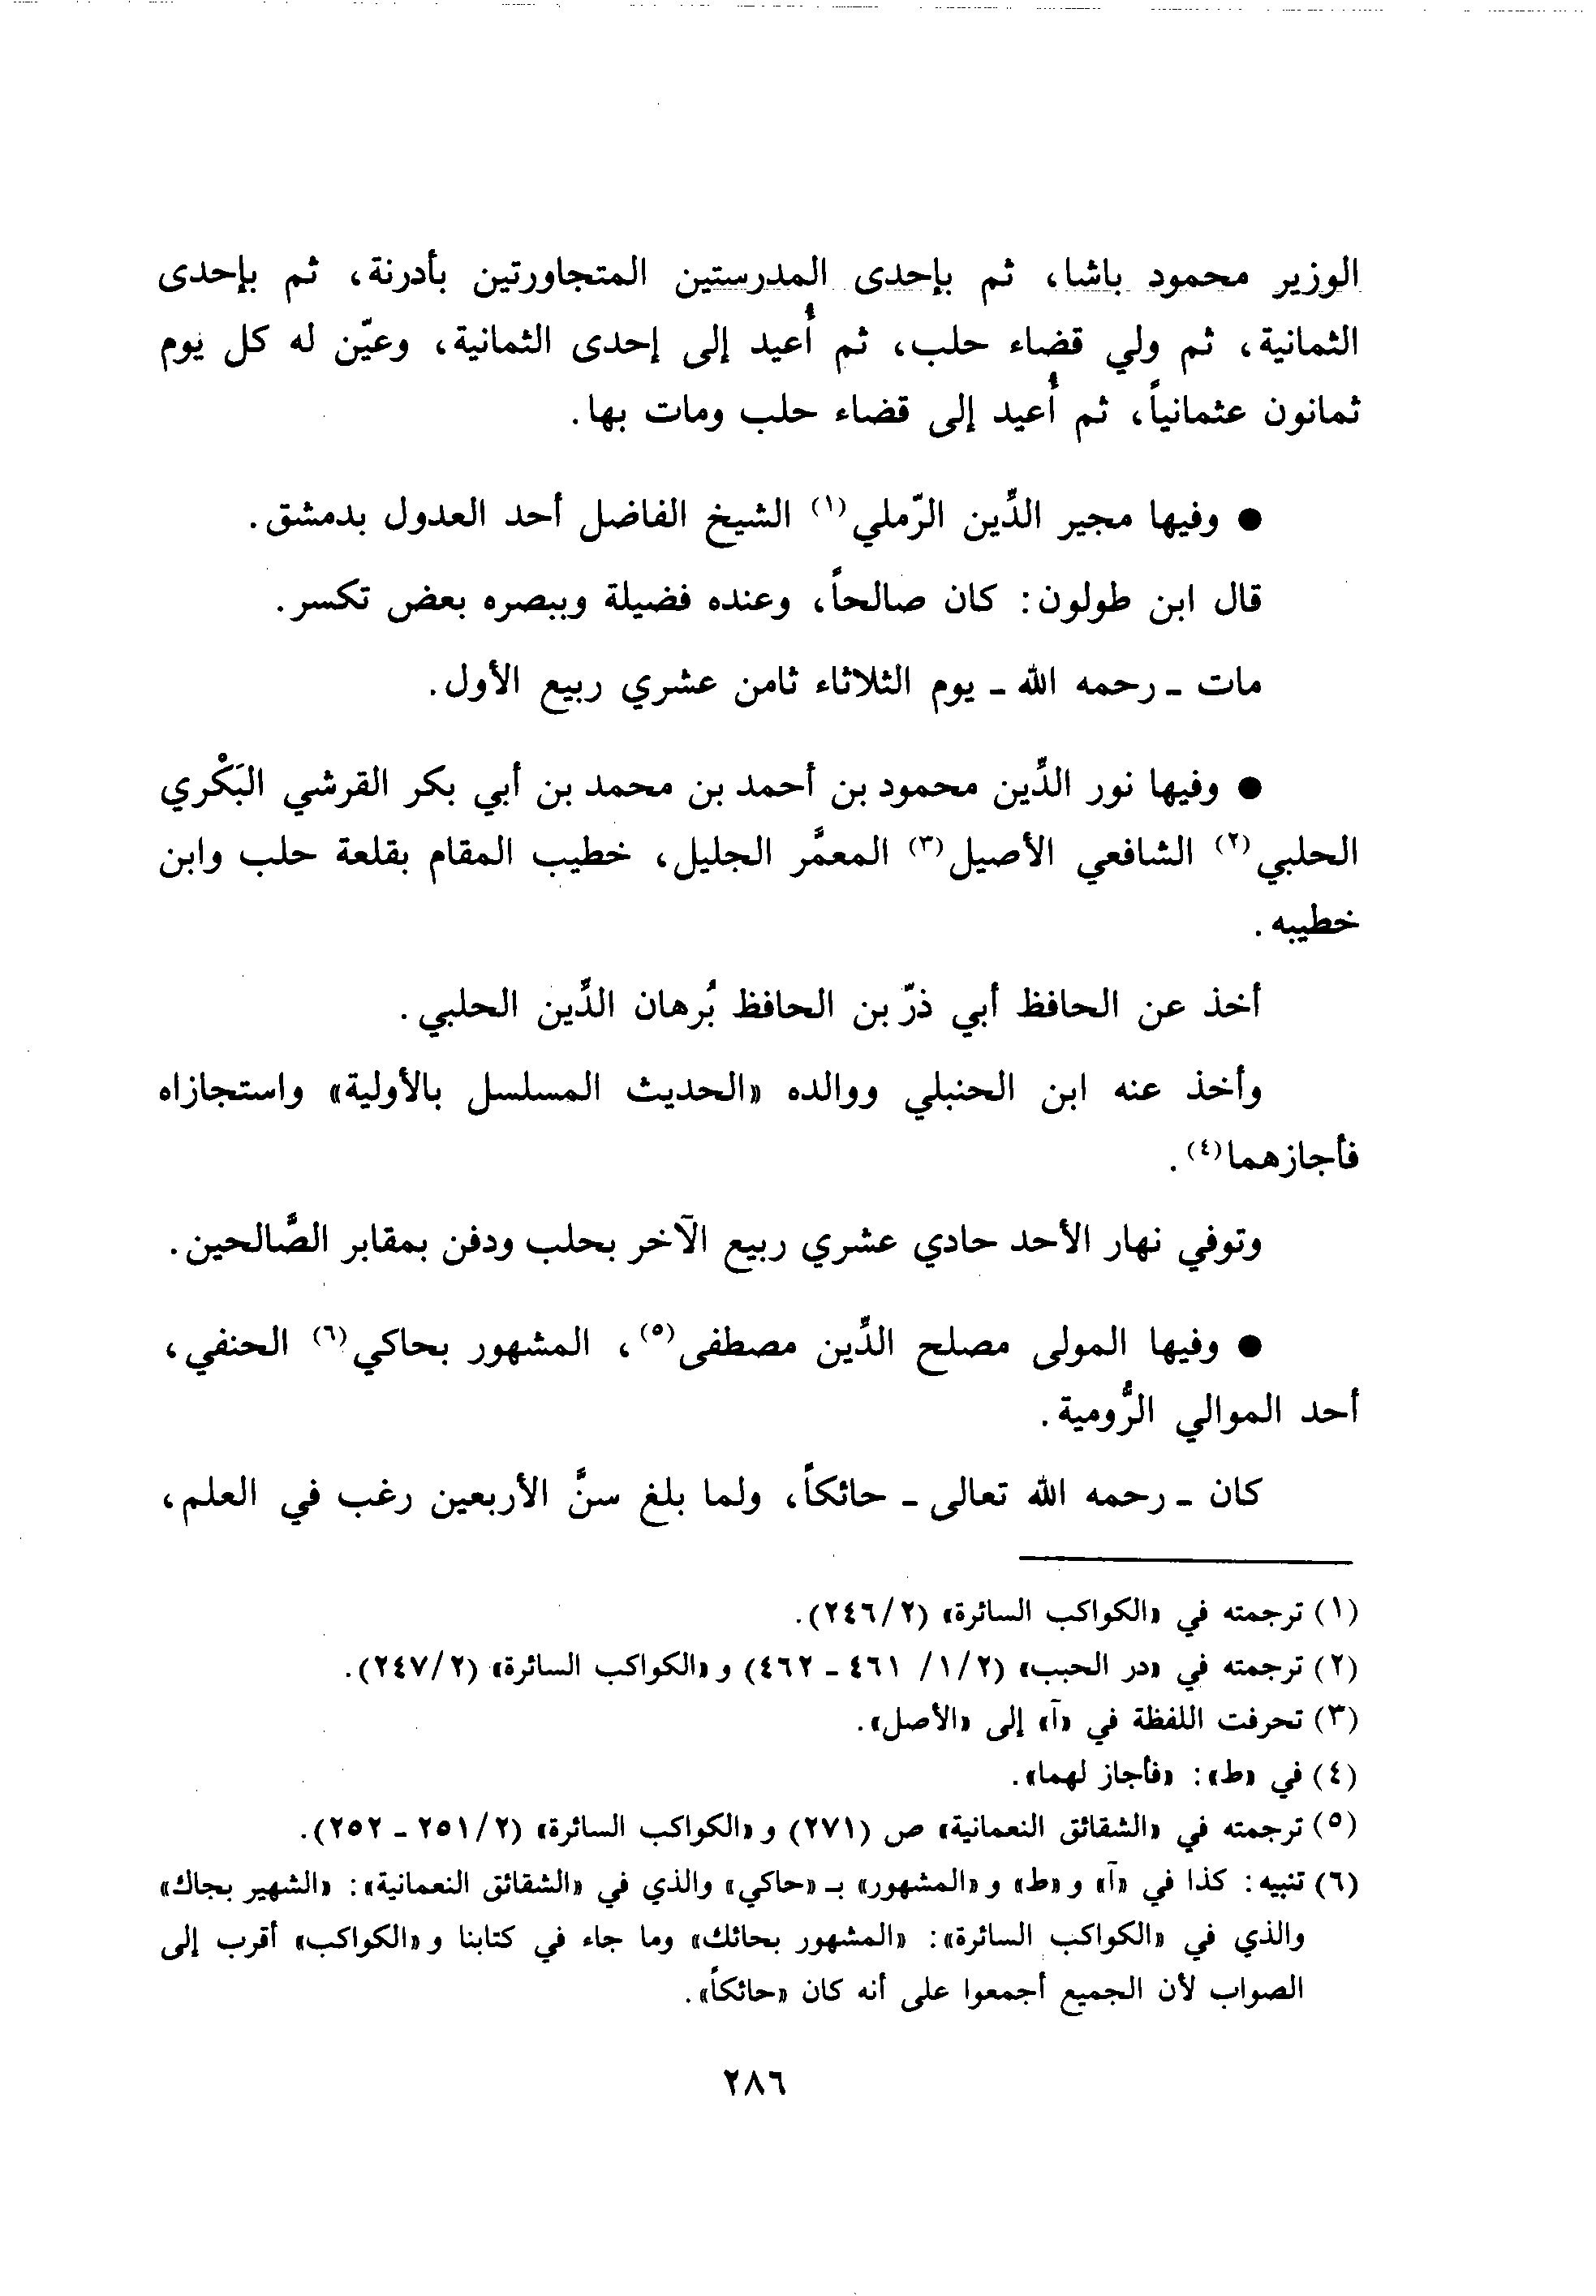 الوزير محمود باشا، ثم بإحدى المدرستين المتجاورتين بأدرنة، ثم بإحدى
الثمانية، ثم ولي قضاء حلب، ثم أُعيد إلى إحدى الثمانية، وعيّن له كل يوم
ثمانون عثمانياً، ثم أُعيد إلى قضاء حلب ومات بها.
● وفيها مجير الدِّين الرّملي(١) الشيخ الفاضل أحد العدول بدمشق.
قال ابن طولون: كان صالحاً، وعنده فضيلة وببصره بعض تكسر.
مات ـ رحمه الله ـ يوم الثلاثاء ثامن عشري ربيع الأول.
● وفيها نور الدِّين محمود بن أحمد بن محمد بن أبي بكر القرشي البَكْري
الحلبي(٢) الشافعي الأصيل(٣) المعمَّر الجليل، خطيب المقام بقلعة حلب وابن
خطيبه.
أخذ عن الحافظ أبي ذرّ بن الحافظ بُرهان الدِّين الحلبي.
وأخذ عنه ابن الحنبلي ووالده «الحديث المسلسل بالأولية» واستجازاه
فأجازهما(٤).
وتوفي نهار الأحد حادي عشري ربيع الآخر بحلب ودفن بمقابر الصَّالحين.
● وفيها المولى مصلح الدِّين مصطفى(٥)، المشهور بحاكي(٦) الحنفي،
أحد الموالي الرُّومية.
كان ـ رحمه الله تعالى ـ حائكاً، ولما بلغ سنَّ الأربعين رغب في العلم،
(١) ترجمته في «الكواكب السائرة» (٢/٢٤٦).
(٢) ترجمته في «در الحبب» (٢/١/ ٤٦١ ـ ٤٦٢) و«الكواكب السائرة» (٢/٢٤٧).
(٣) تحرفت اللفظة في «آ» إلى «الأصل».
(٤) في «ط»: «فأجاز لهما».
(٥) ترجمته في «الشقائق النعمانية» ص (٢٧١) و«الكواكب السائرة» (٢/٢٥١ ـ ٢٥٢).
(٦) تنبيه: كذا في «آ» و«ط» و«المشهور» بـ «حاكي» والذي في «الشقائق النعمانية»: «الشهير بجاك»
والذي في «الكواكب السائرة»: «المشهور بحائك» وما جاء في كتابنا و«الكواكب» أقرب إلى
الصواب لأن الجميع أجمعوا على أنه كان «حائكاً».
٢٨٦